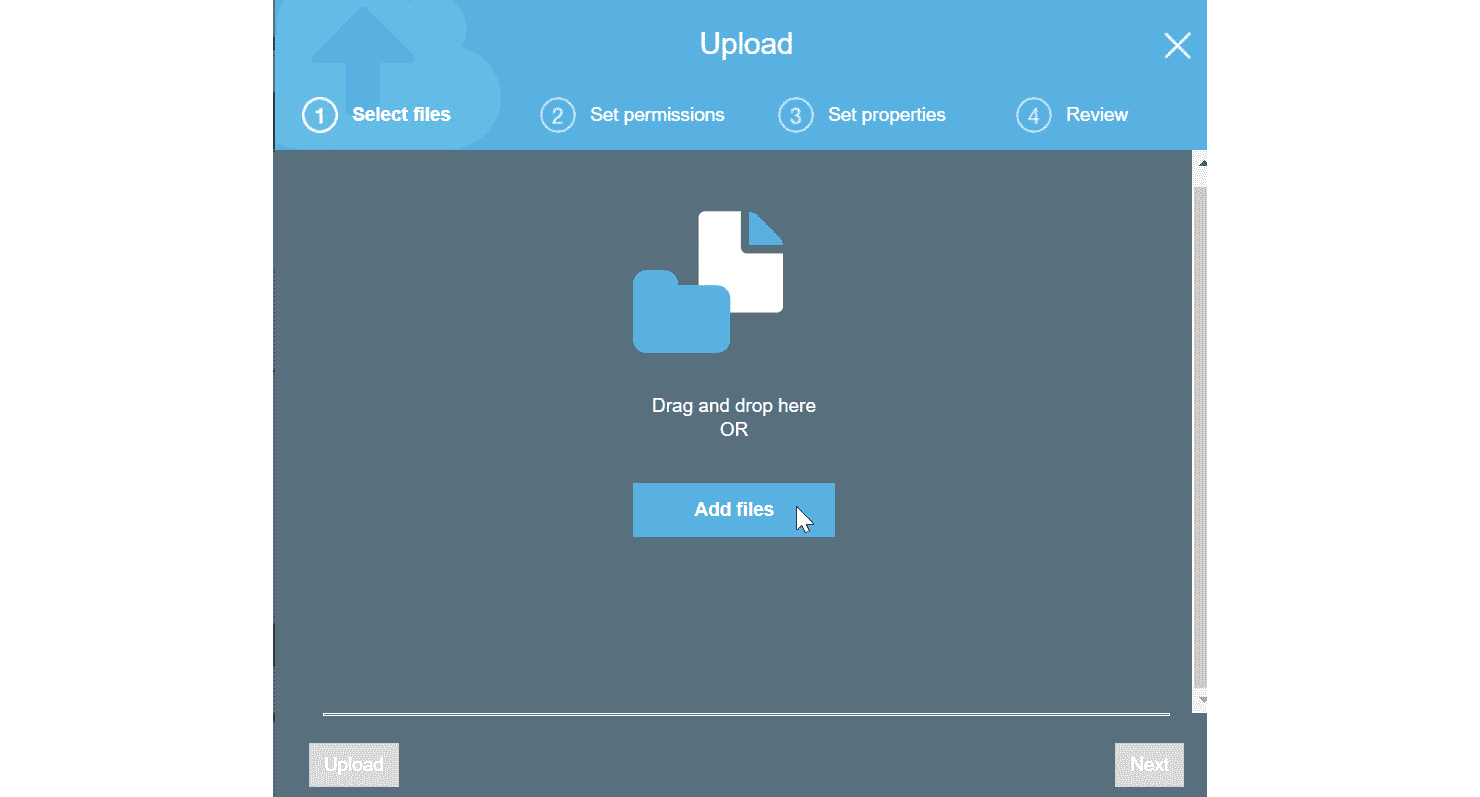 Upload
1 Select files
2 Set permissions
3 Set properties
4 Review
Drag and drop here
OR
Add files
Upload
Next